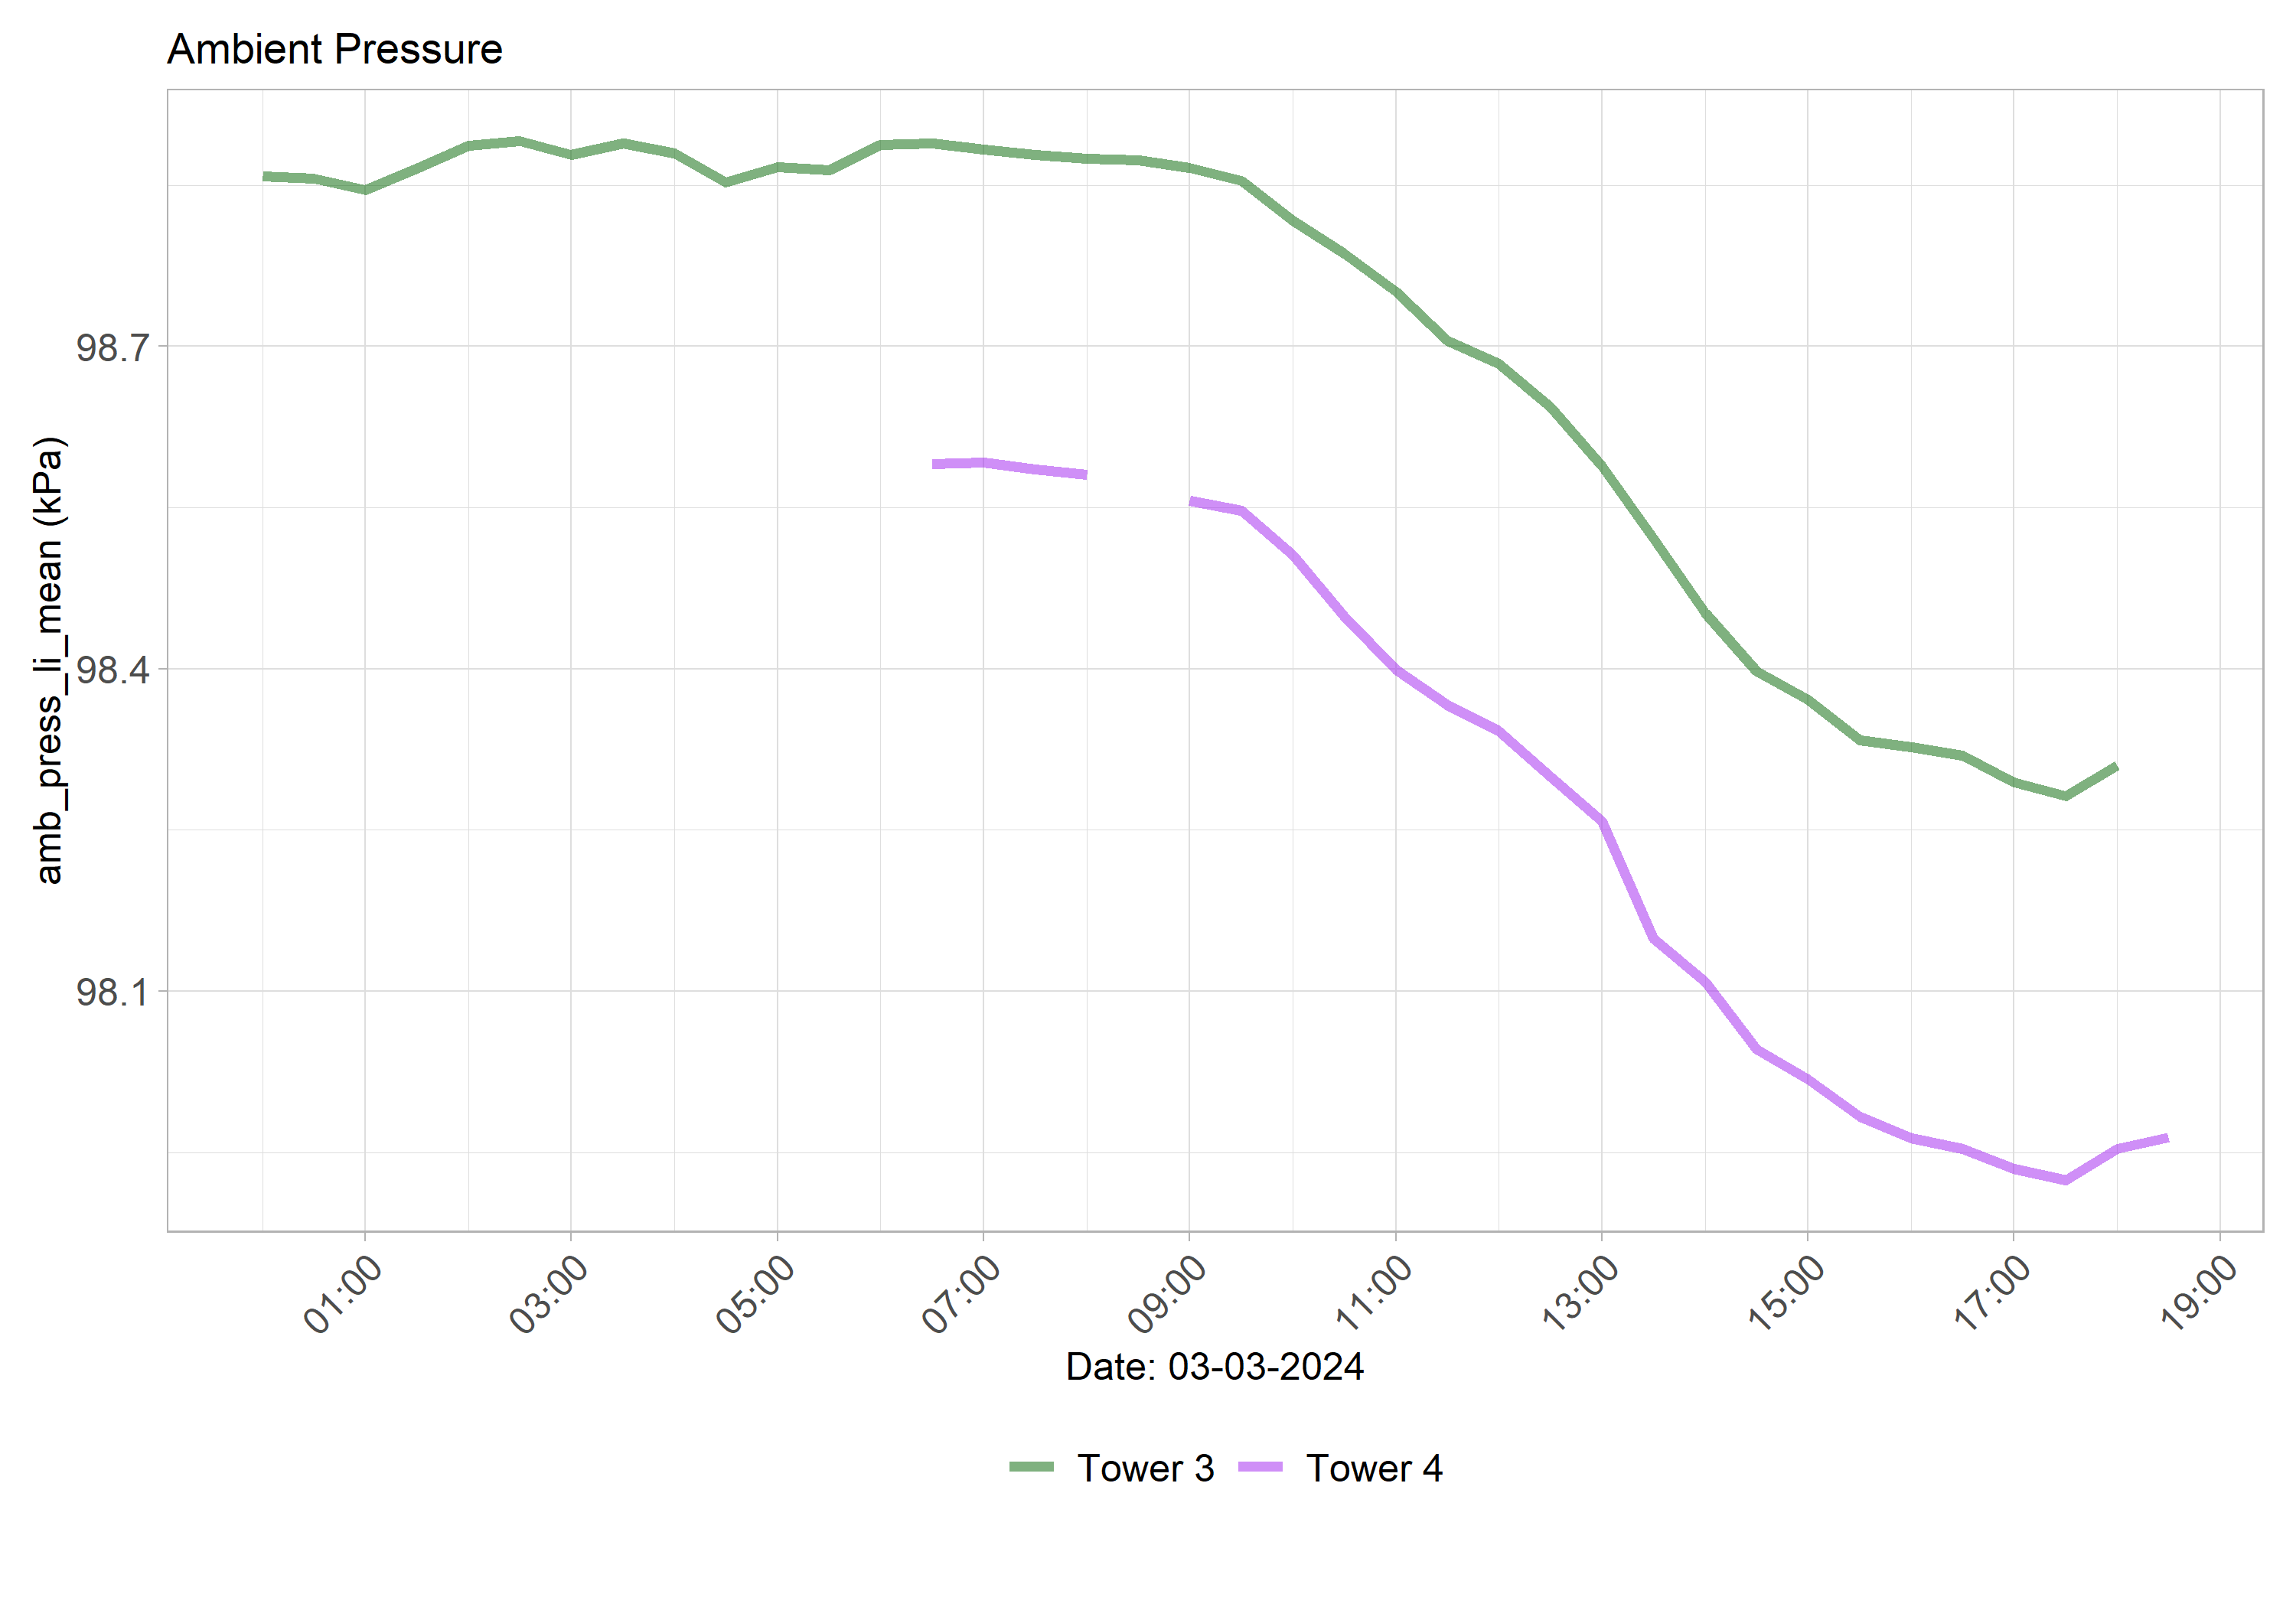 Ambient Pressure
amb_press_li_mean (kPa)
98.7
98.4
98.1
01:00 03:00 05:00 07:00 09:00 11:00 13:00 15:00 17:00 19:00
Date: 03-03-2024
Tower 3 Tower 4